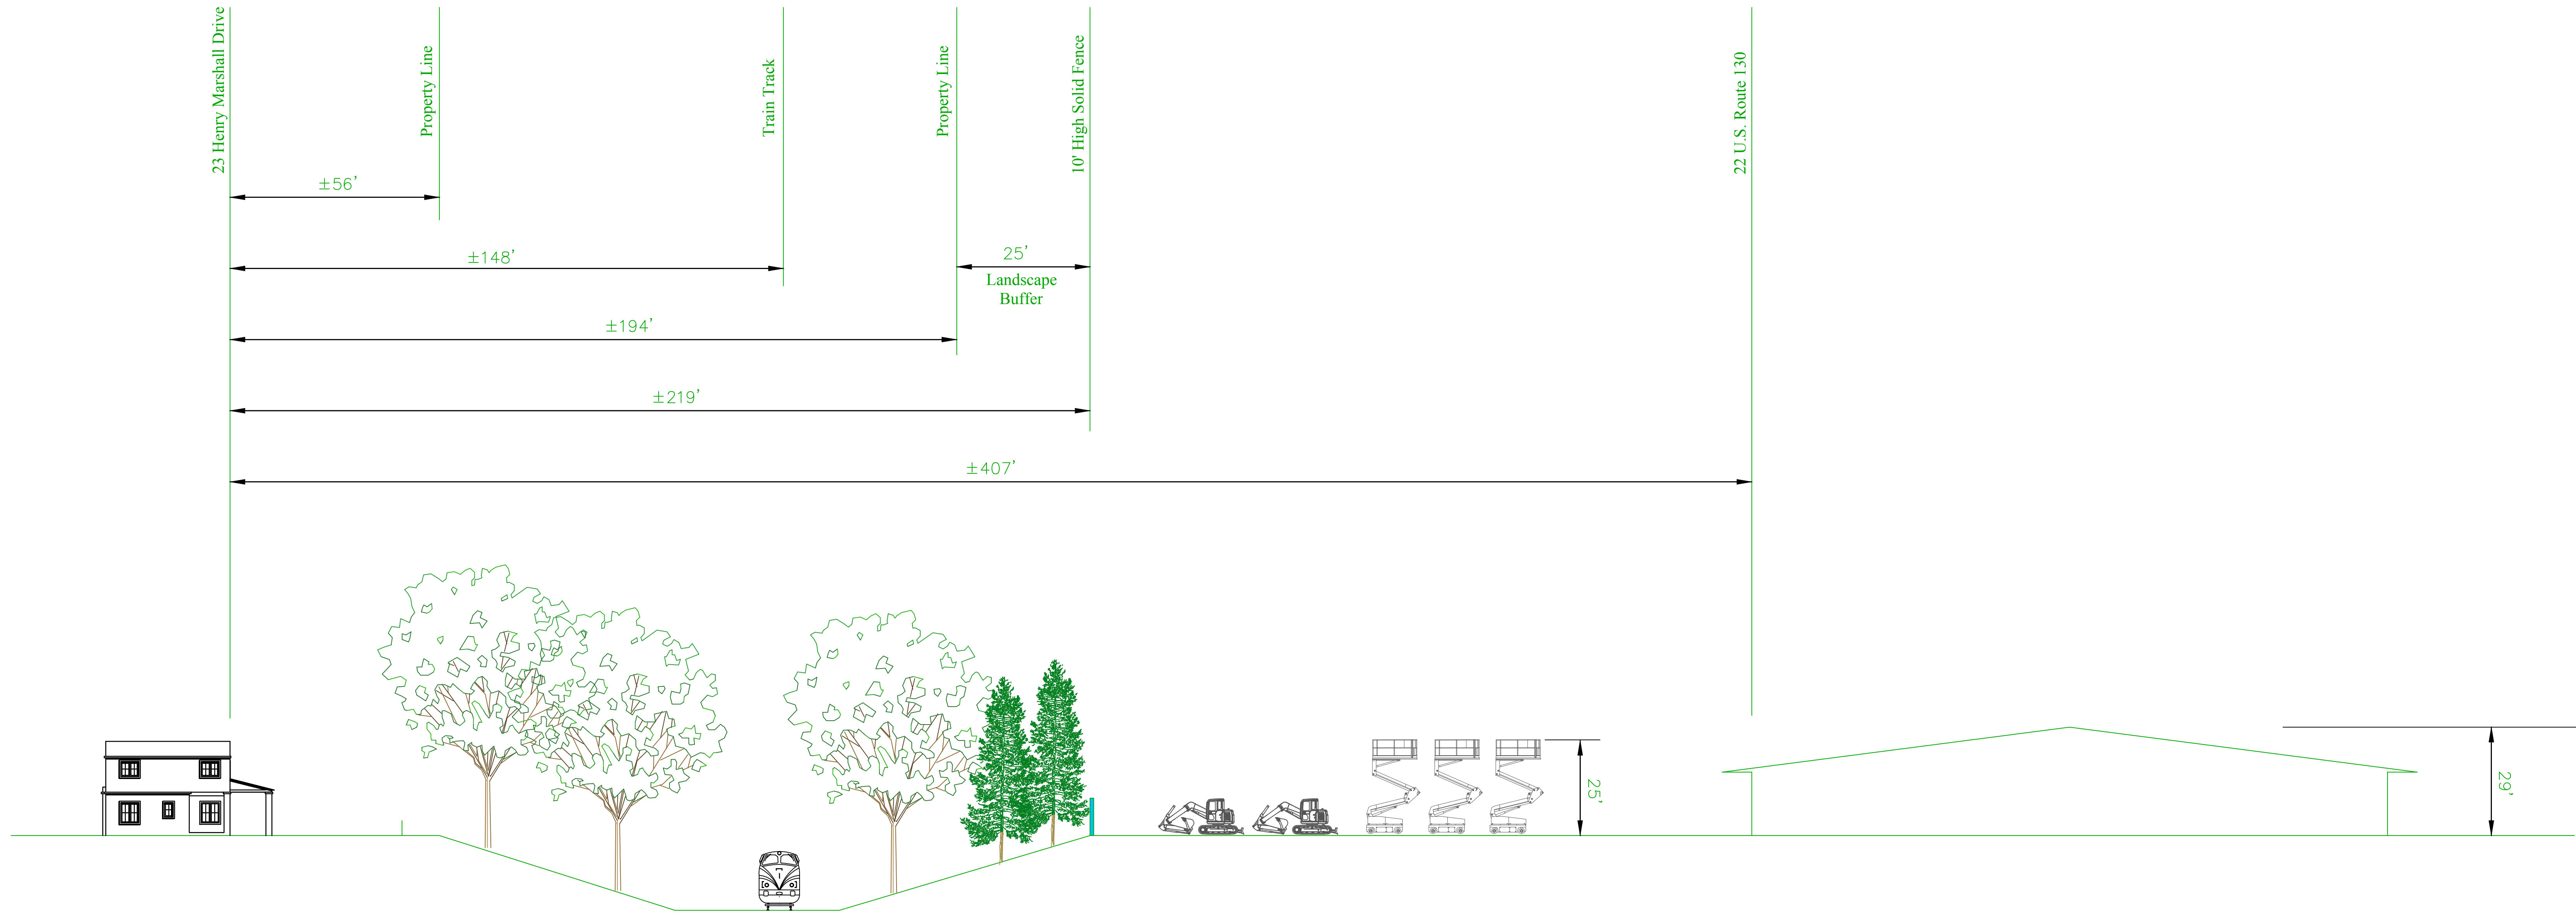 23 Henry Marshall Drive
Property Line
Train Track
Property Line
10' High Solid Fence
22 U.S. Route 130
±56'
±148'
25'
Landscape
Buffer
±194'
±219'
±407'
25'
29'